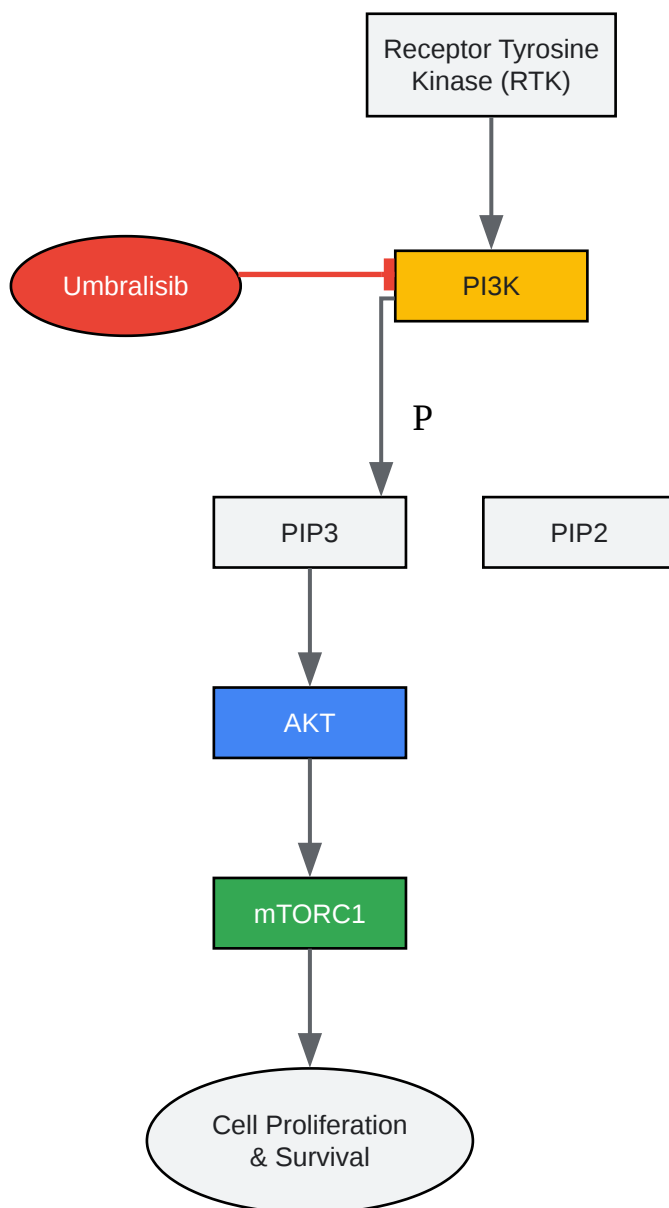 Receptor Tyrosine
Kinase (RTK)
Umbralisib
PI3K
P
PIP3
PIP2
AKT
mTORC1
Cell Proliferation
& Survival